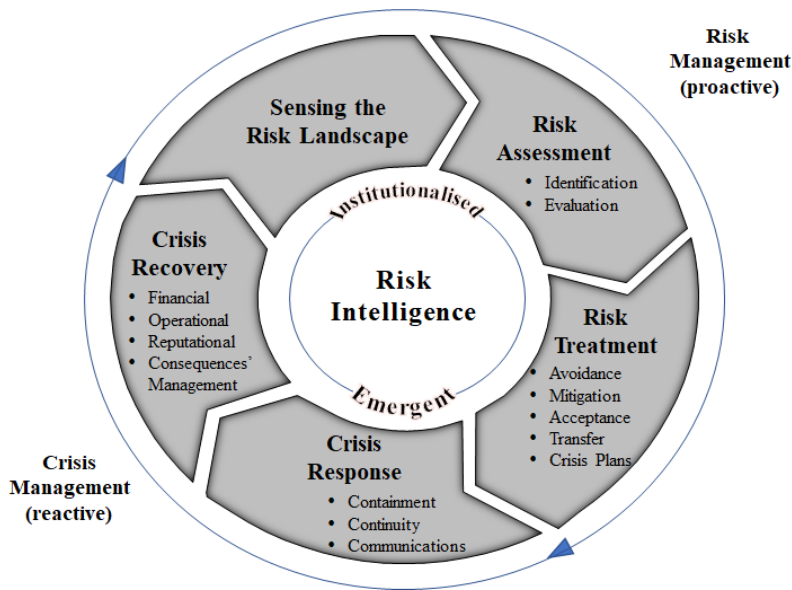 Risk
Management
(proactive)
Sensing the
Risk Landscape
Risk
Assessment
• Identification
• Evaluation
Risk
Treatment
• Avoidance
• Mitigation
• Acceptance
• Transfer
• Crisis Plans
Crisis
Response
• Containment
• Continuity
• Communications
Crisis
Recovery
• Financial
• Operational
• Reputational
• Consequences’
Management
Institutionalised
Risk
Intelligence
Emergent
Crisis
Management
(reactive)